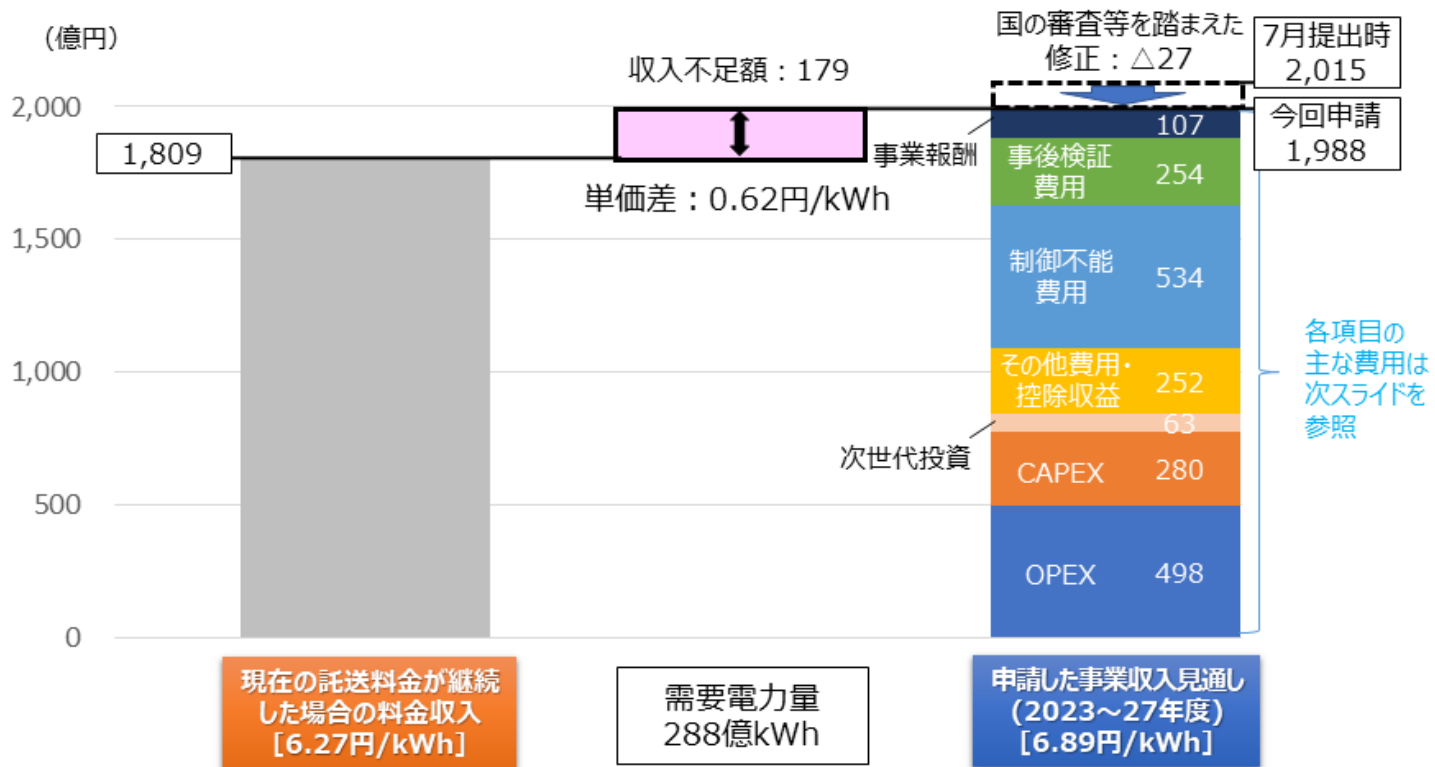 (億円)
国の審査等を踏まえた
修正：△27
7月提出時
2,015
収入不足額：179
2,000
今回申請
1,988
107
事業報酬
1,809
事後検証
費用
254
単価差：0.62円/kWh
1,500
制御不能
費用
534
各項目の
主な費用は
次スライドを
参照
1,000
その他費用・
控除収益
252
63
次世代投資
CAPEX
280
500
OPEX
498
0
現在の託送料金が継続
した場合の料金収入
[6.27円/kWh]
需要電力量
288億kWh
申請した事業収入見通し
(2023～27年度)
[6.89円/kWh]